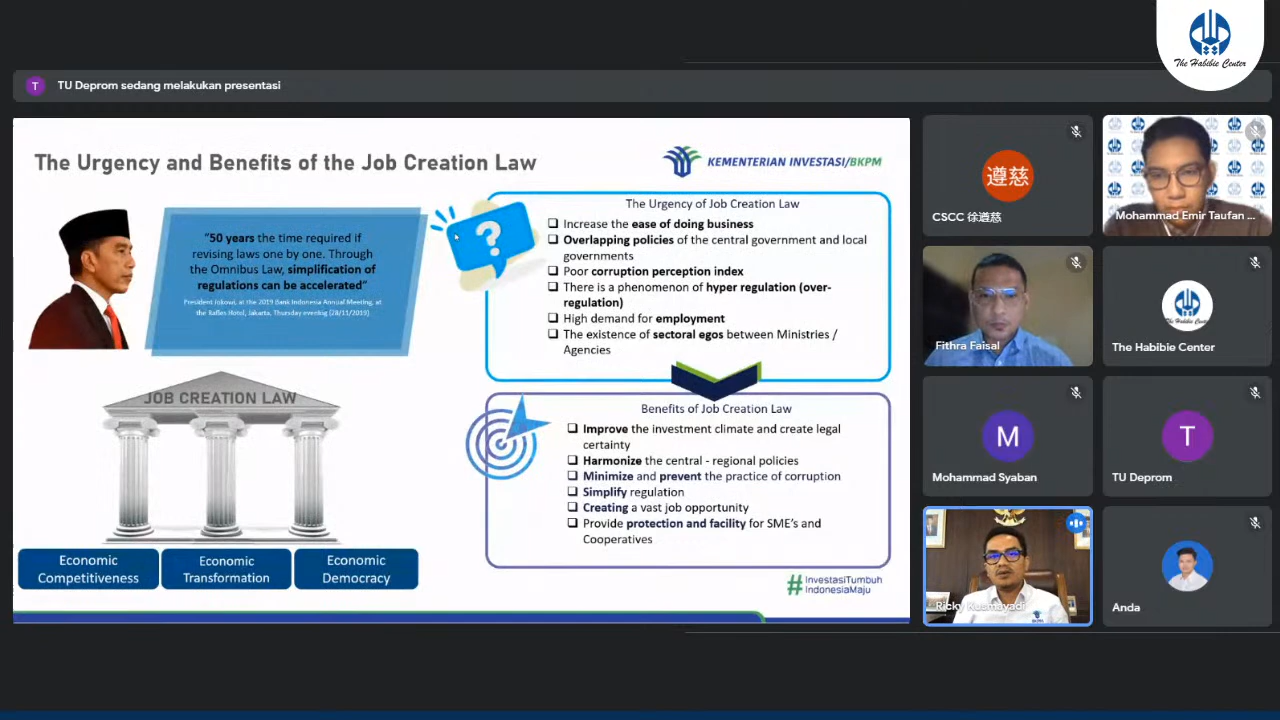 The Habibie Center
T
TU Deprom sedang melakukan presentasi
The Urgency and Benefits of the Job Creation Law
KEMENTERIAN INVESTASI/BKPM
"50 years the time required if
revising laws one by one. Through
the Omnibus Law, simplification of
regulations can be accelerated"
President Jokowi, at the 2019 Bank Indonesia Annual Meeting, at
the Rafles Hotel, Jakarta, Thursday evening (28/11/2019)
JOB CREATION LAW
Economic
Competitiveness
Economic
Transformation
Economic
Democracy
?
The Urgency of Job Creation Law
❑ Increase the ease of doing business
❑ Overlapping policies of the central government and local
governments
❑ Poor corruption perception index
❑ There is a phenomenon of hyper regulation (over-
regulation)
❑ High demand for employment
❑ The existence of sectoral egos between Ministries /
Agencies
Benefits of Job Creation Law
❑ Improve the investment climate and create legal
certainty
❑ Harmonize the central - regional policies
❑ Minimize and prevent the practice of corruption
❑ Simplify regulation
❑ Creating a vast job opportunity
❑ Provide protection and facility for SME's and
Cooperatives
#InvestasiTumbuh
IndonesiaMaju
遵慈
CSCC 徐遵慈
Mohammad Emir Taufan ...
Fithra Faisal
The Habibie Center
The Habibie Center
M
Mohammad Syaban
T
TU Deprom
Ricky Kusmayadi
BKPM
Anda